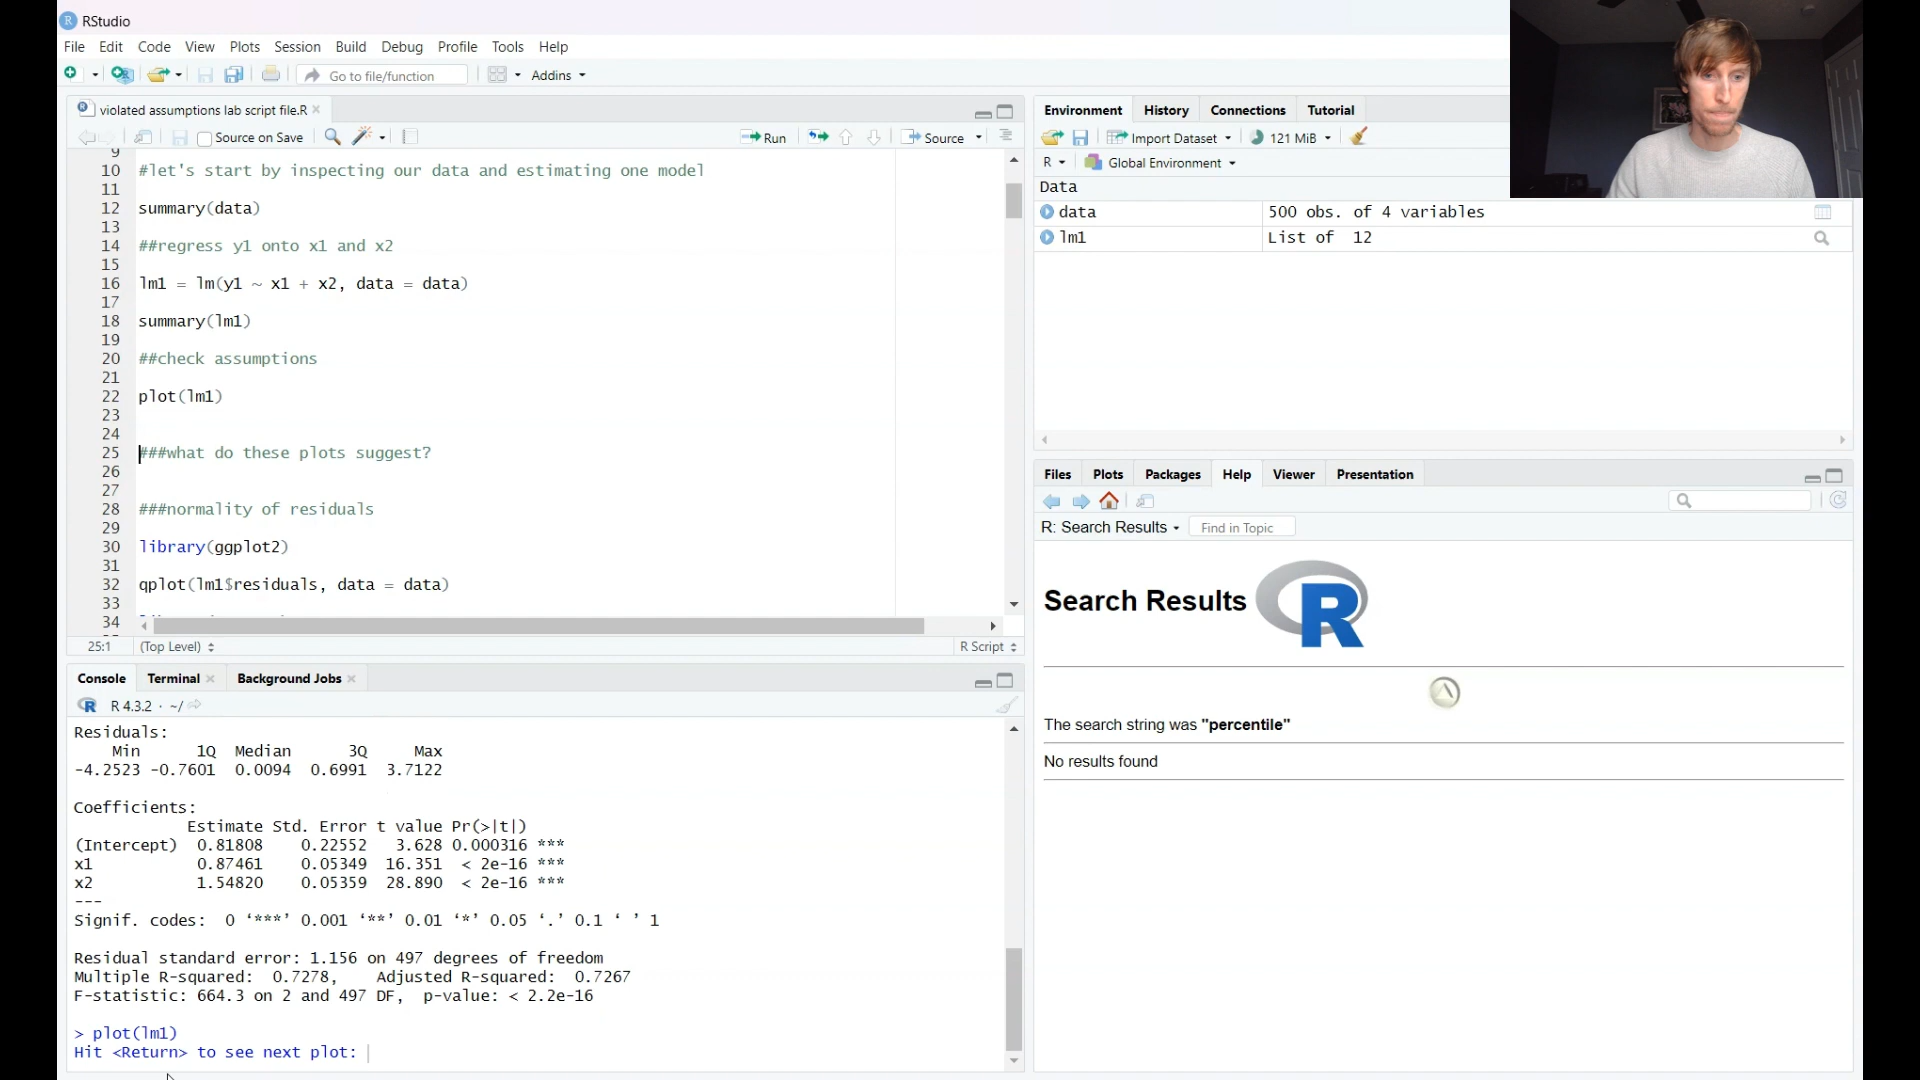 RStudio
File Edit Code View Plots Session Build Debug Profile Tools Help
Go to file/function
Addins
violated assumptions lab script file.R
Source on Save
Run
Source
9
10 #let's start by inspecting our data and estimating one model
11
12 summary(data)
13
14 ##regress y1 onto x1 and x2
15
16 lm1 = lm(y1 ~ x1 + x2, data = data)
17
18 summary(lm1)
19
20 ##check assumptions
21
22 plot(lm1)
23
24
25 ###what do these plots suggest?
26
27
28 ###normality of residuals
29
30 library(ggplot2)
31
32 qplot(lm1$residuals, data = data)
33
34
25:1 (Top Level) R Script
Console Terminal Background Jobs
R 4.3.2 · ~/
Residuals:
Min 1Q Median 3Q Max
-4.2523 -0.7601 0.0094 0.6991 3.7122
Coefficients:
Estimate Std. Error t value Pr(>|t|)
(Intercept) 0.81808 0.22552 3.628 0.000316 ***
x1 0.87461 0.05349 16.351 < 2e-16 ***
x2 1.54820 0.05359 28.890 < 2e-16 ***
---
Signif. codes: 0 ‘***’ 0.001 ‘**’ 0.01 ‘*’ 0.05 ‘.’ 0.1 ‘ ’ 1
Residual standard error: 1.156 on 497 degrees of freedom
Multiple R-squared: 0.7278, Adjusted R-squared: 0.7267
F-statistic: 664.3 on 2 and 497 DF, p-value: < 2.2e-16
> plot(lm1)
Hit <Return> to see next plot:
Environment History Connections Tutorial
Import Dataset 121 MiB
R Global Environment
Data
data 500 obs. of 4 variables
lm1 List of 12
Files Plots Packages Help Viewer Presentation
R: Search Results Find in Topic
Search Results R
The search string was "percentile"
No results found